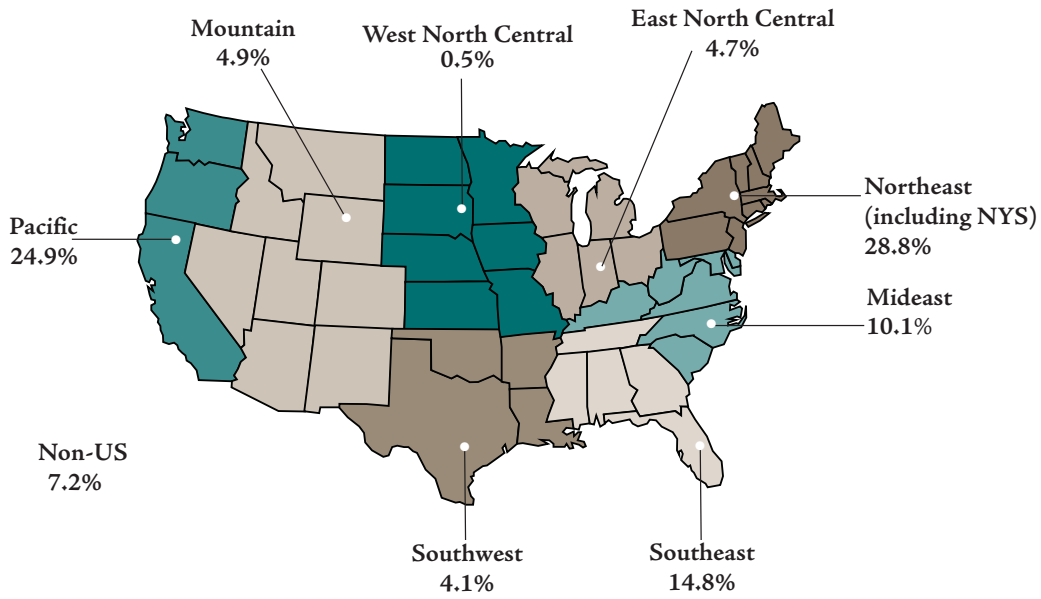 Mountain
4.9%
West North Central
0.5%
East North Central
4.7%
Northeast
(including NYS)
28.8%
Pacific
24.9%
Mideast
10.1%
Non-US
7.2%
Southwest
4.1%
Southeast
14.8%